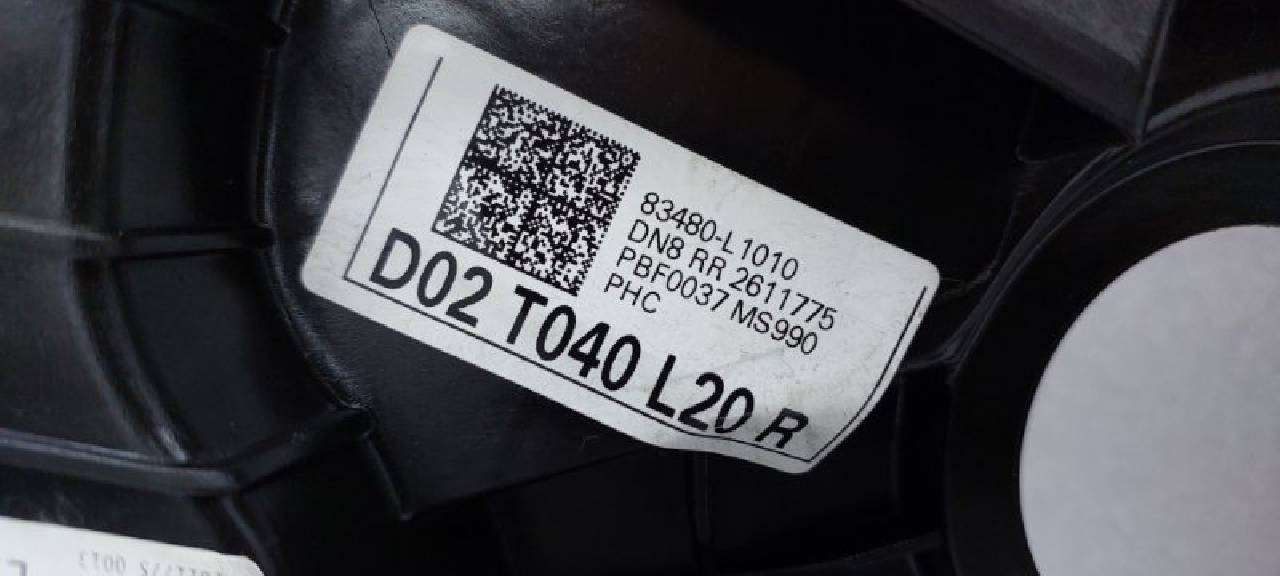 83480-L1010
DN8 RR 2611775
PBF0037 MS990
PHC
D02 T040 L20 R